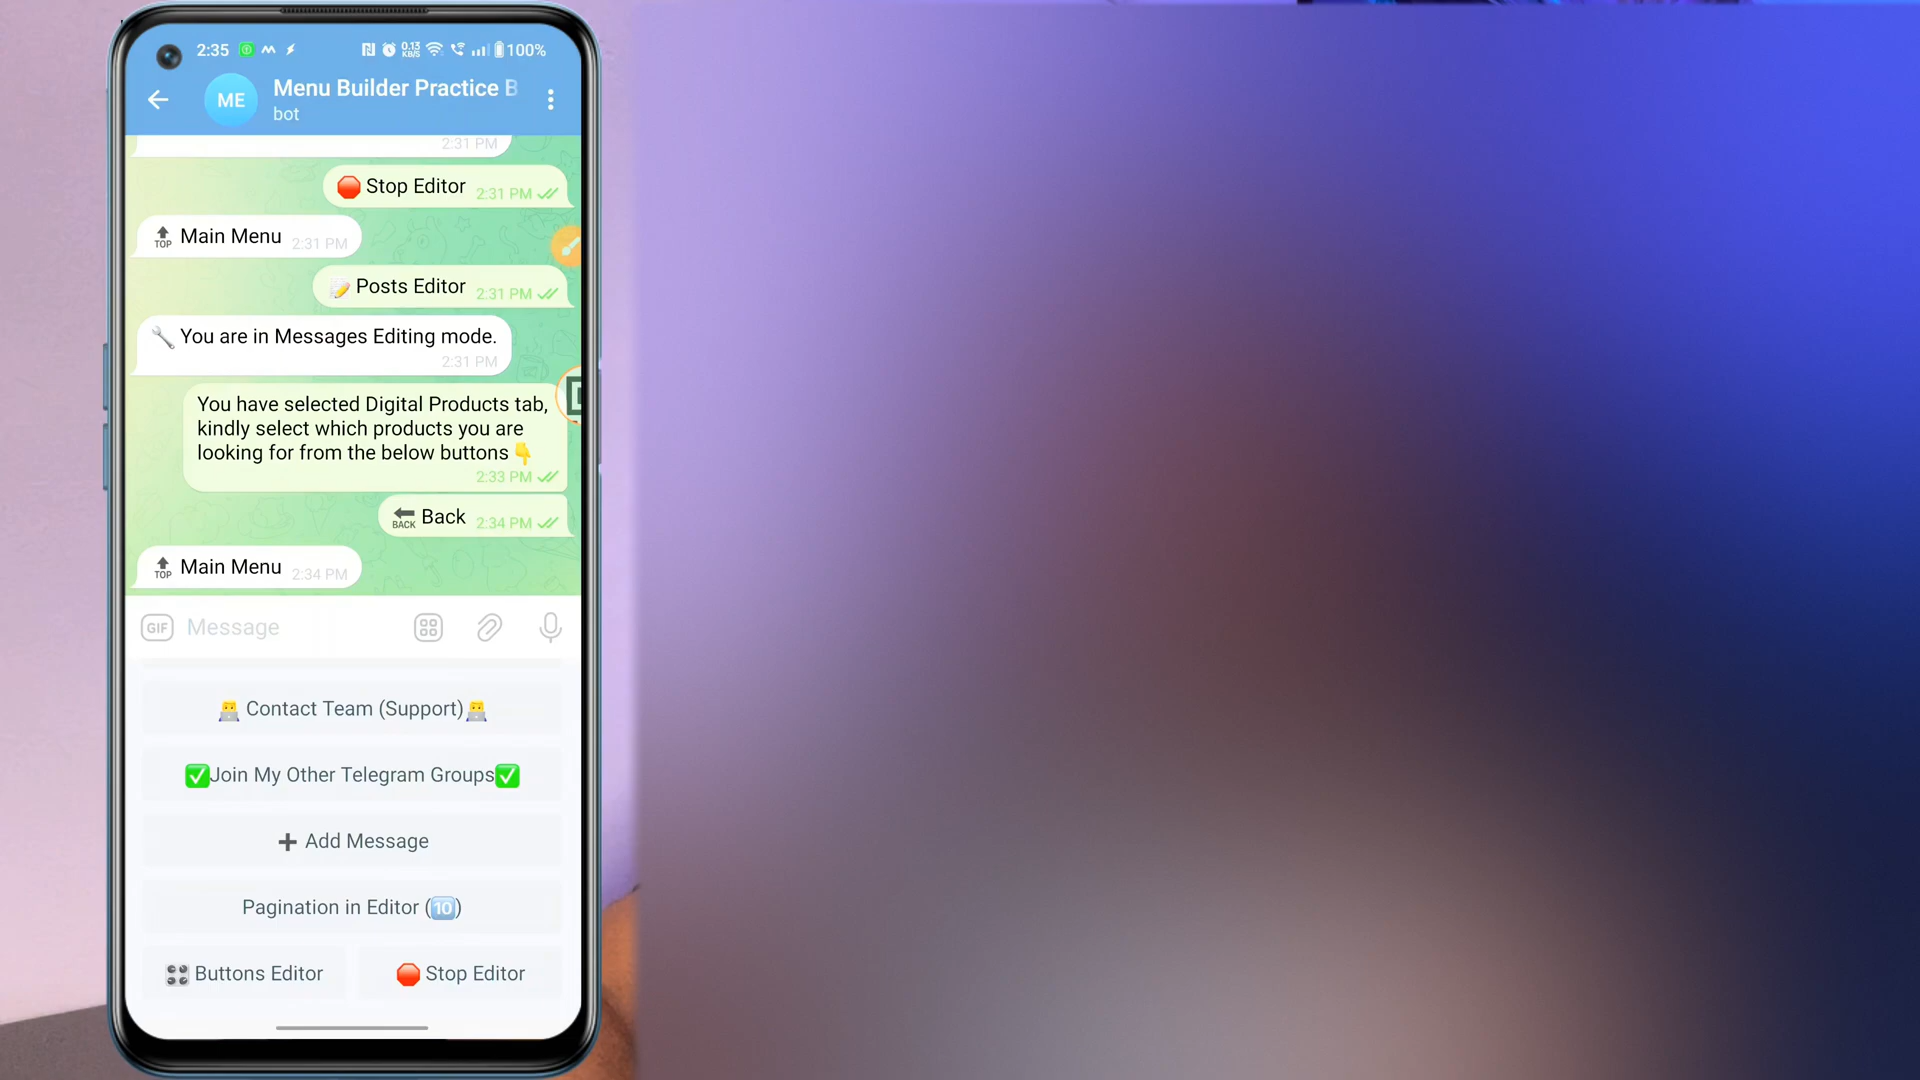 2:35
0.13 KB/S
100%
ME
Menu Builder Practice B
bot
2:31 PM
🛑 Stop Editor 2:31 PM
🔝 Main Menu 2:31 PM
📝 Posts Editor 2:31 PM
🔧 You are in Messages Editing mode.
2:31 PM
You have selected Digital Products tab,
kindly select which products you are
looking for from the below buttons👇
2:33 PM
🔙 Back 2:34 PM
🔝 Main Menu 2:34 PM
GIF Message
👨‍💻 Contact Team (Support)👨‍💻
✅Join My Other Telegram Groups✅
➕ Add Message
Pagination in Editor (🔟)
🎛 Buttons Editor
🛑 Stop Editor